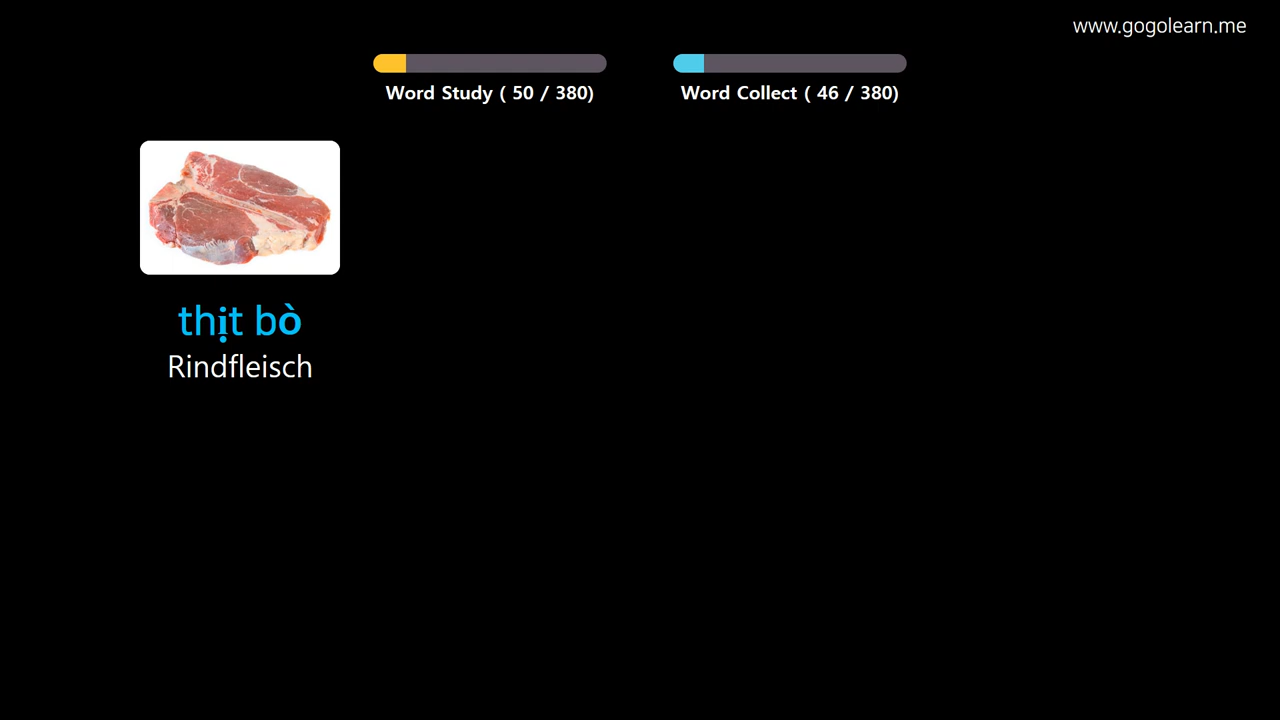 www.gogolearn.me
Word Study ( 50 / 380)
Word Collect ( 46 / 380)
thịt bò
Rindfleisch